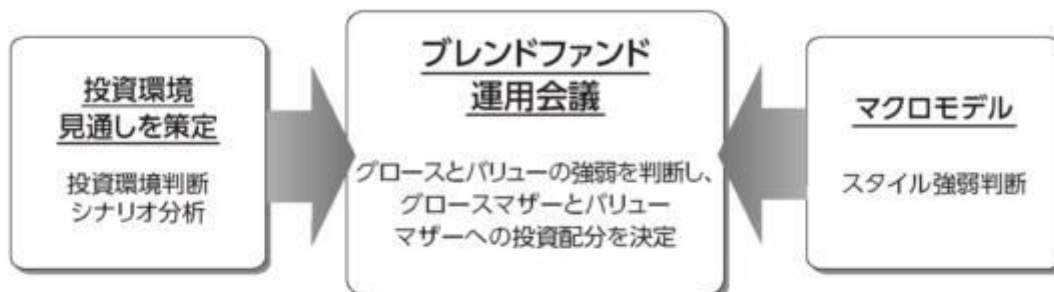 投資環境
見通しを策定
投資環境判断
シナリオ分析
ブレンドファンド
運用会議
グロースとバリューの強弱を判断し、
グロースマザーとバリュー
マザーへの投資配分を決定
マクロモデル
スタイル強弱判断